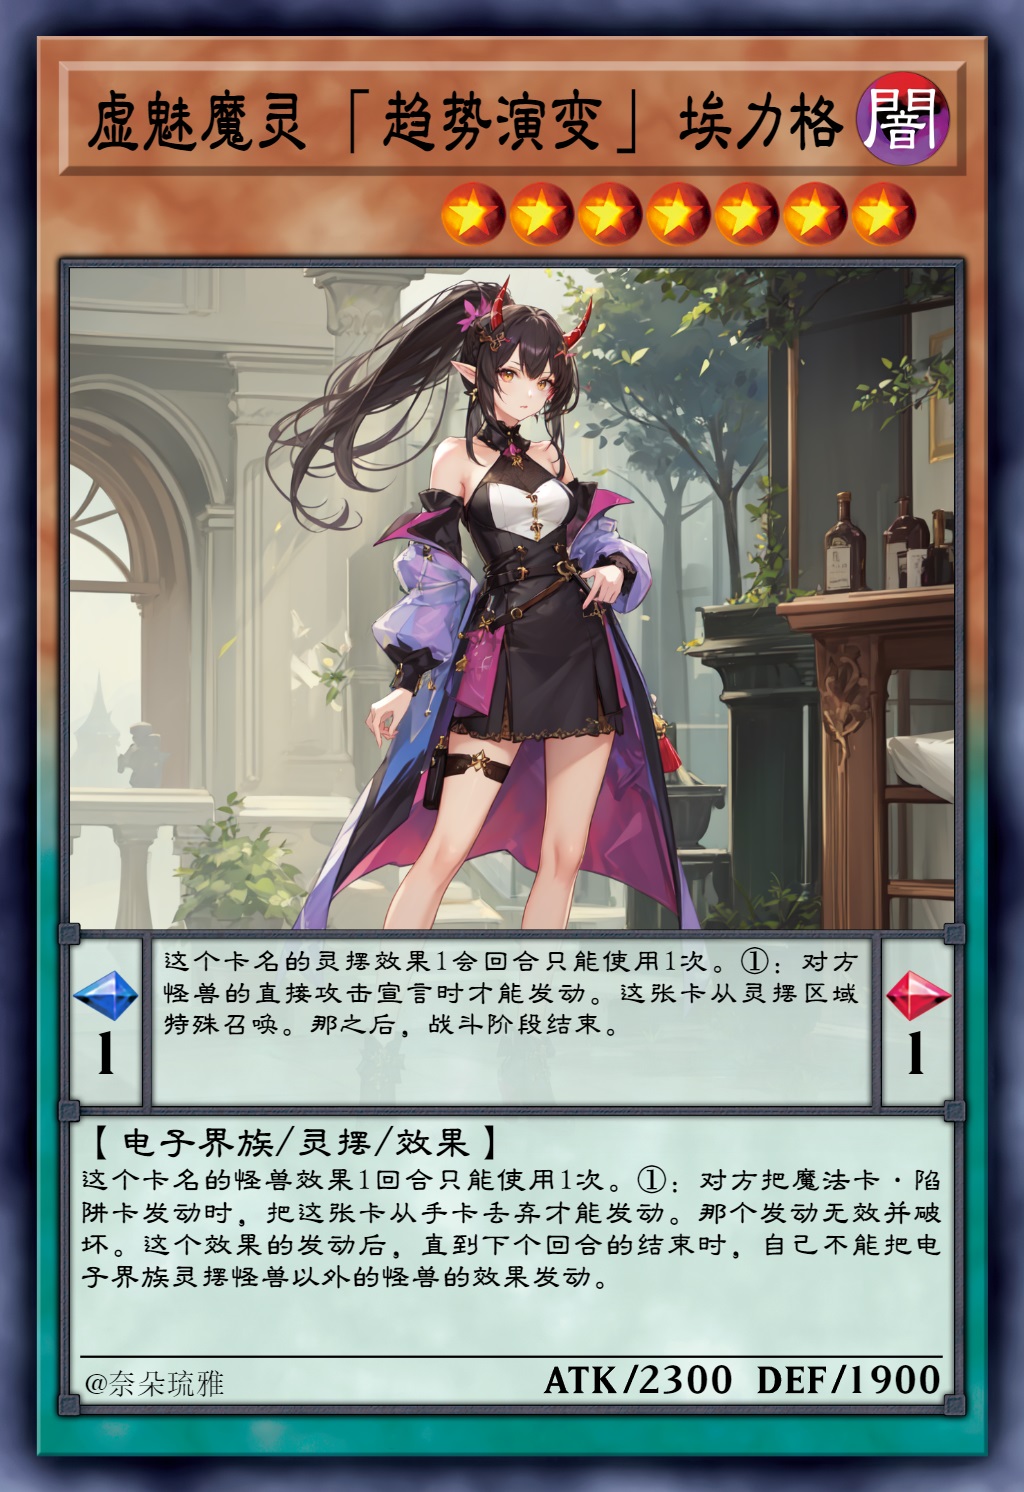 虚魅魔灵「趋势演变」埃力格
闇
这个卡名的灵摆效果1会回合只能使用1次。①：对方
怪兽的直接攻击宣言时才能发动。这张卡从灵摆区域
特殊召唤。那之后，战斗阶段结束。
1
1
【电子界族/灵摆/效果】
这个卡名的怪兽效果1回合只能使用1次。①：对方把魔法卡·陷
阱卡发动时，把这张卡从手卡丢弃才能发动。那个发动无效并破
坏。这个效果的发动后，直到下个回合的结束时，自己不能把电
子界族灵摆怪兽以外的怪兽的效果发动。
@奈朵琉雅
ATK/2300 DEF/1900